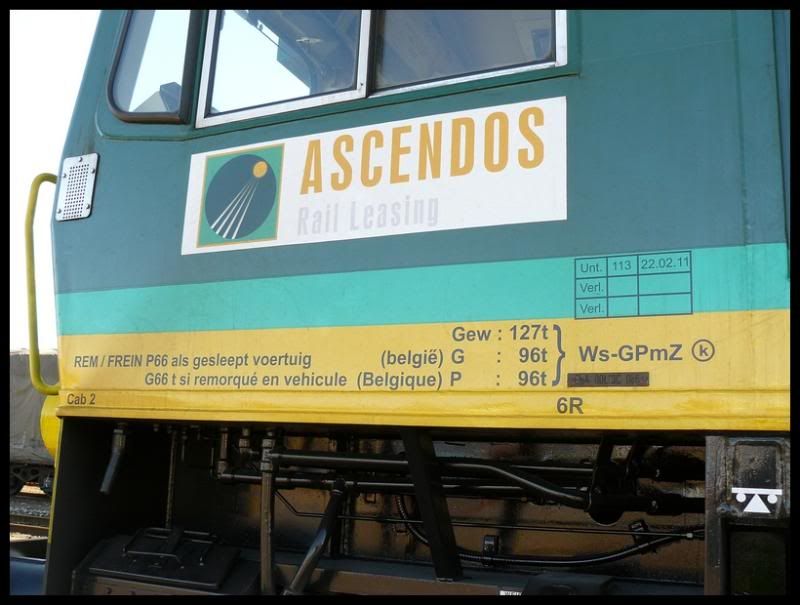 ASCENDOS
Rail Leasing
Unt. 113 22.02.11
Verl.
Verl.
Gew : 127t
REM / FREIN P66 als gesleept voertuig (belgië) G : 96t
G66 t si remorqué en vehicule (Belgique) P : 96t
Ws-GPmZ k
Cab 2
6R